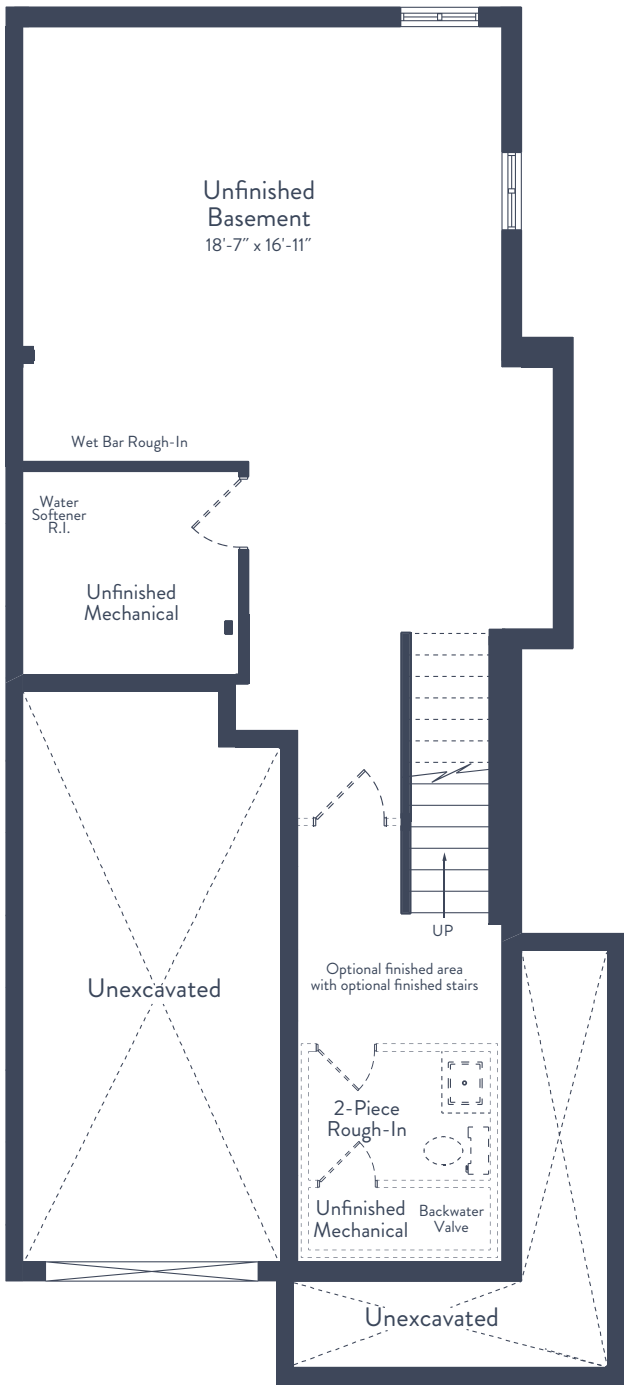 Unfinished
Basement
18'-7" x 16'-11"
Wet Bar Rough-In
Water
Softener
R.I.
Unfinished
Mechanical
UP
Optional finished area
with optional finished stairs
Unexcavated
2-Piece
Rough-In
Unfinished
Mechanical
Backwater
Valve
Unexcavated